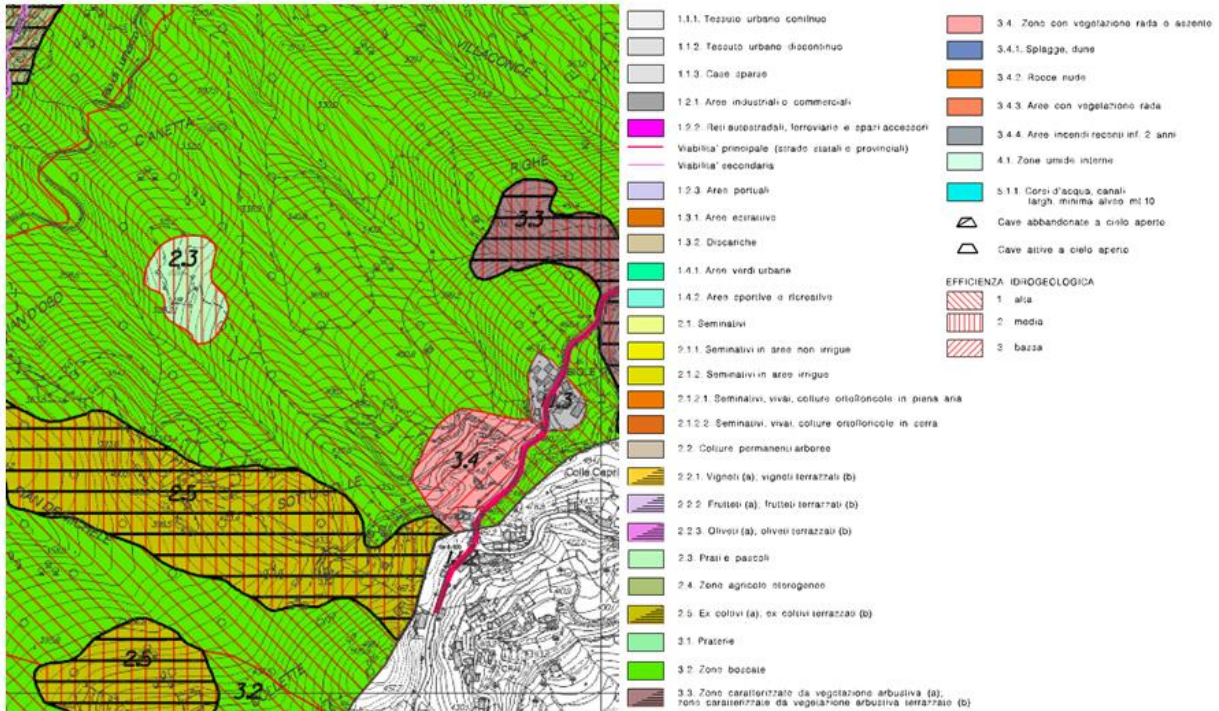 VILLACONCE
CIANETTA
RIGHE
3.3
2.3
3.4
Colle Capri
2.5
SOTTO COLLE
2.5
3.2
1.1.1. Tessuto urbano continuo
1.1.2. Tessuto urbano discontinuo
1.1.3. Case sparse
1.2.1. Aree industriali o commerciali
1.2.2. Reti autostradali, ferroviarie e spazi accessori
Viabilita' principale (strade statali e provinciali)
Viabilita' secondaria
1.2.3. Aree portuali
1.3.1. Aree estrattive
1.3.2. Discariche
1.4.1. Aree verdi urbane
1.4.2. Aree sportive e ricreative
2.1. Seminativi
2.1.1. Seminativi in aree non irrigue
2.1.2. Seminativi in aree irrigue
2.1.2.1. Seminativi, vivai, colture ortofloricole in piena aria
2.1.2.2. Seminativi, vivai, colture ortofloricole in serra
2.2. Colture permanenti arboree
2.2.1. Vigneti (a); vigneti terrazzati (b)
2.2.2. Frutteti (a); frutteti terrazzati (b)
2.2.3. Oliveti (a); oliveti terrazzati (b)
2.3. Prati e pascoli
2.4. Zone agricole eterogenee
2.5. Ex coltivi (a); ex coltivi terrazzati (b)
3.1. Praterie
3.2. Zone boscate
3.3. Zone caratterizzate da vegetazione arbustiva (a);
zone caratterizzate da vegetazione arbustiva terrazzate (b)
3.4. Zone con vegetazione rada o assente
3.4.1. Spiagge, dune
3.4.2. Rocce nude
3.4.3. Aree con vegetazione rada
3.4.4. Aree incendi recenti inf. 2 anni
4.1. Zone umide interne
5.1.1. Corsi d'acqua, canali
largh. minima alveo mt.10
Cave abbandonate a cielo aperto
Cave attive a cielo aperto
EFFICIENZA IDROGEOLOGICA
1 alta
2 media
3 bassa